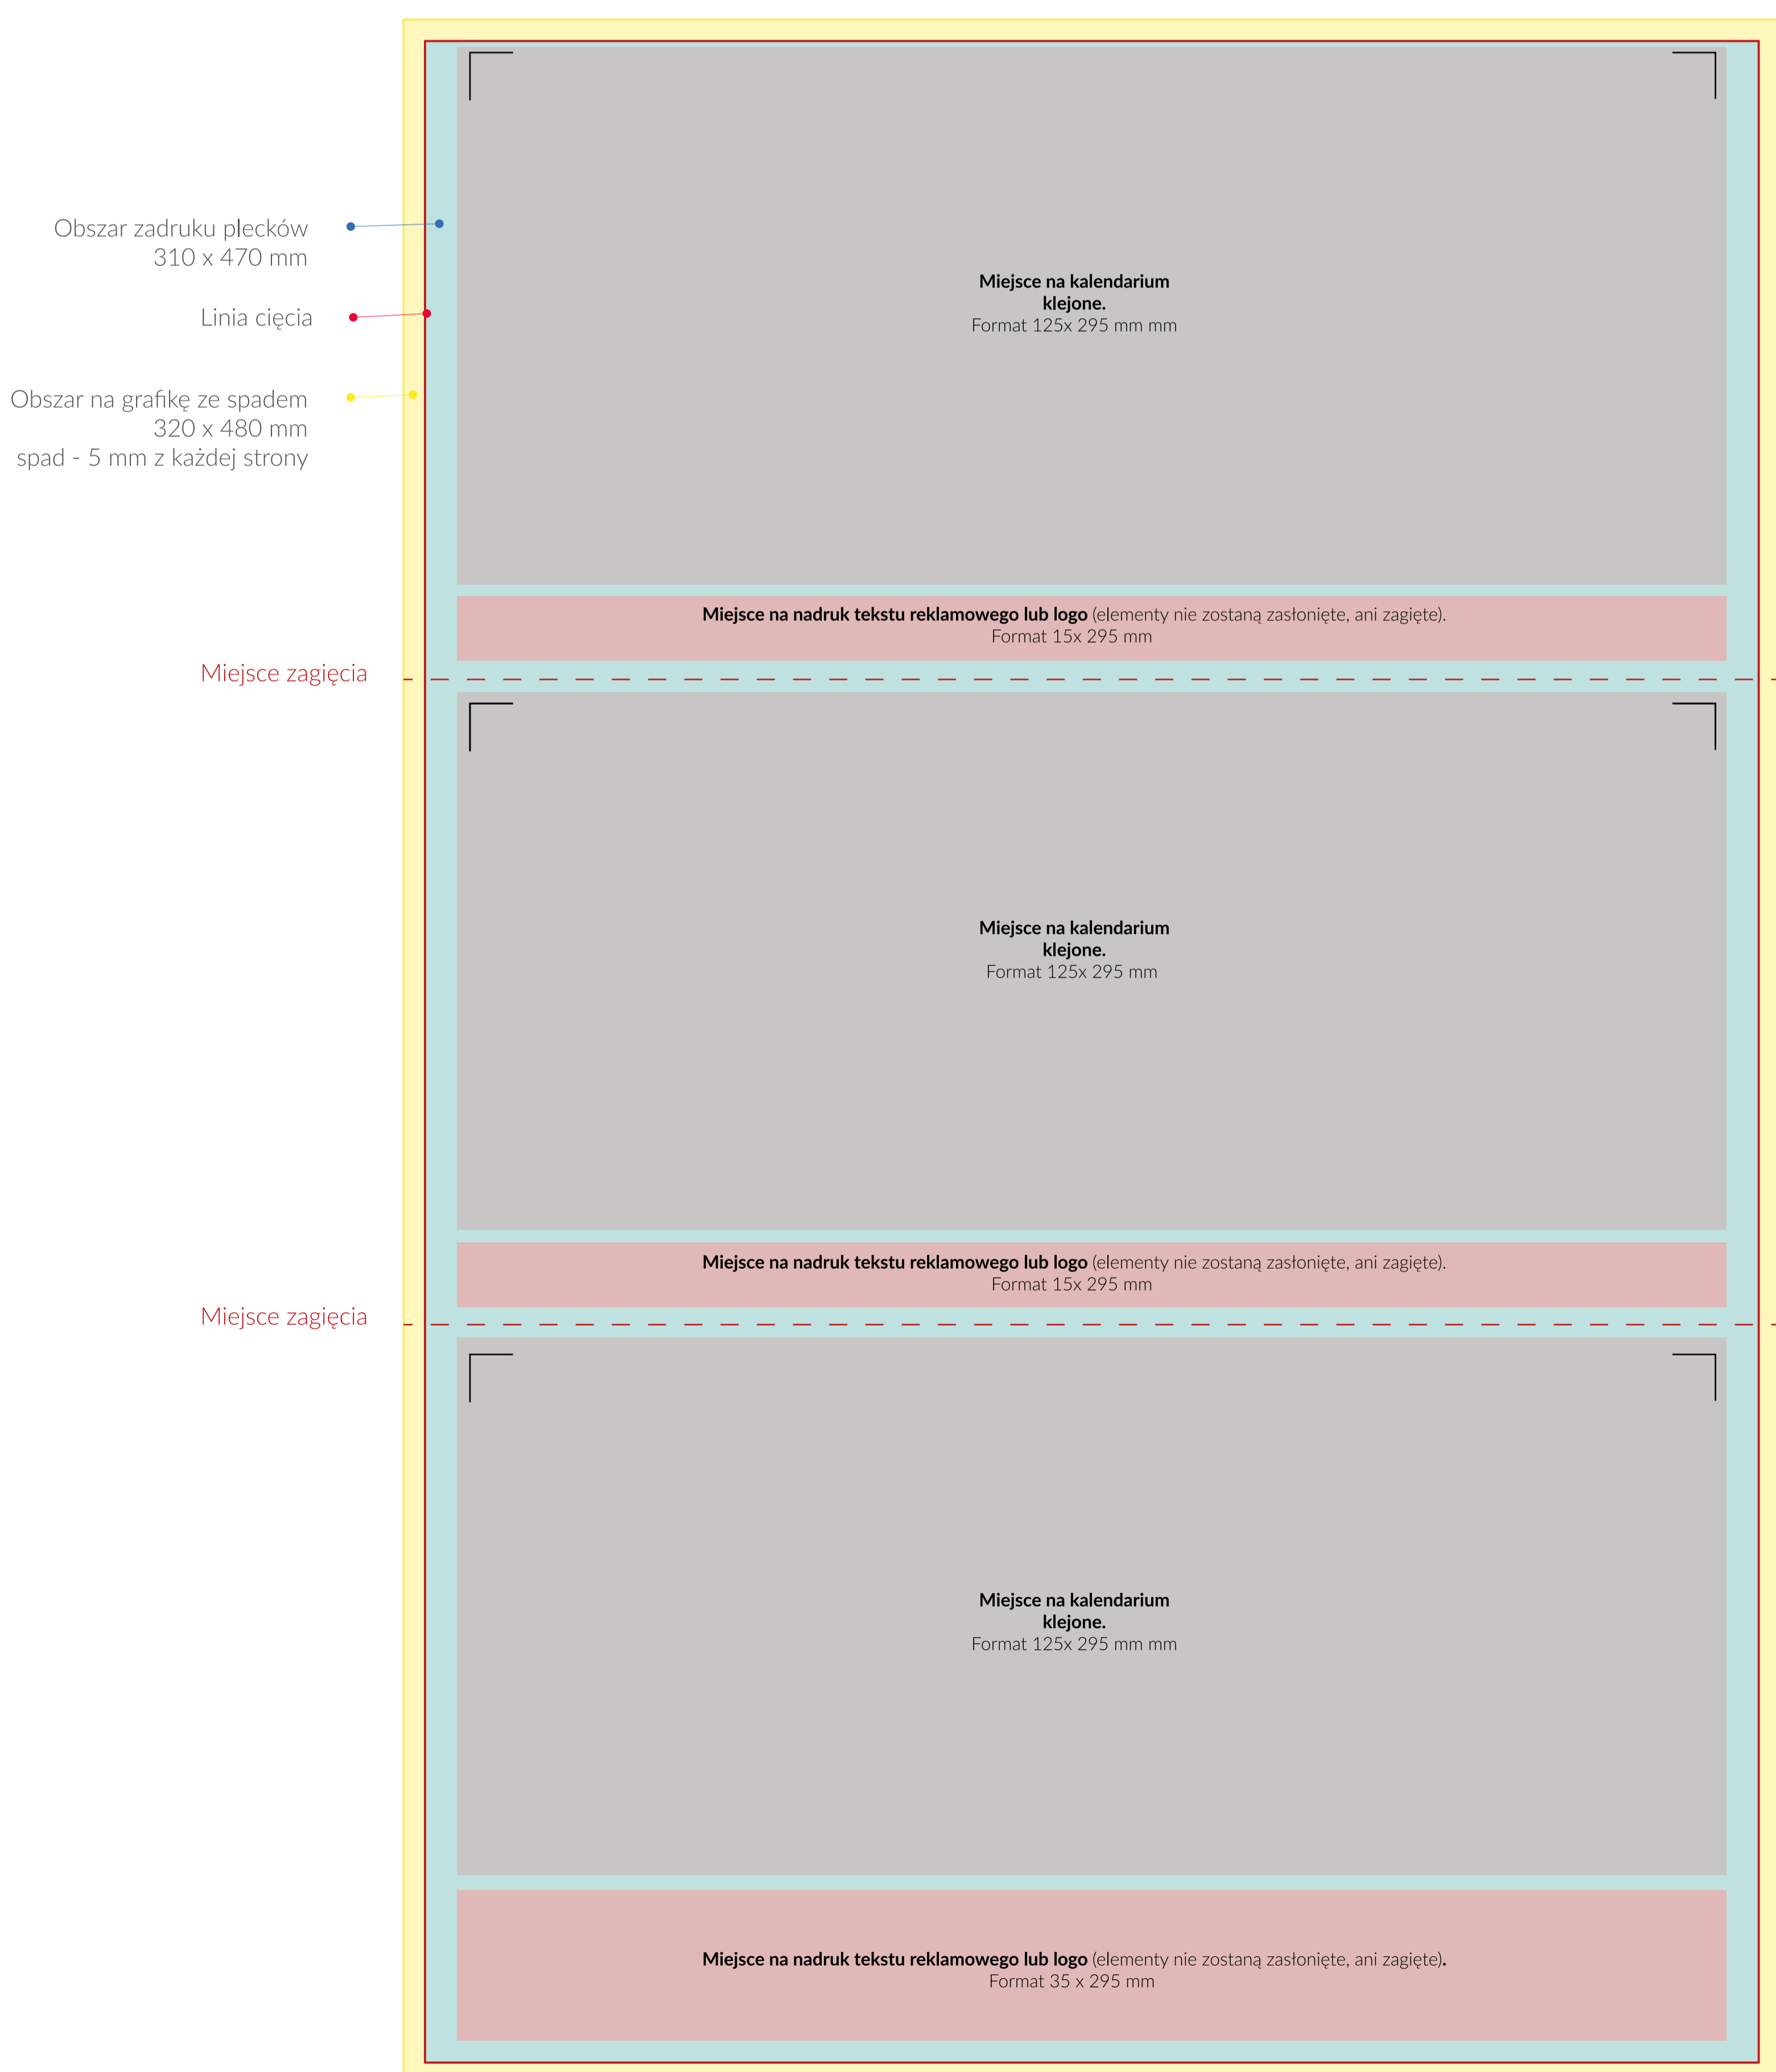 Obszar zadruku plecków
310 x 470 mm
Linia cięcia
Obszar na grafikę ze spadem
320 x 480 mm
spad - 5 mm z każdej strony
Miejsce na kalendarium
klejone.
Format 125x 295 mm mm
Miejsce na nadruk tekstu reklamowego lub logo (elementy nie zostaną zasłonięte, ani zagięte).
Format 15x 295 mm
Miejsce zagięcia
Miejsce na kalendarium
klejone.
Format 125x 295 mm
Miejsce na nadruk tekstu reklamowego lub logo (elementy nie zostaną zasłonięte, ani zagięte).
Format 15x 295 mm
Miejsce zagięcia
Miejsce na kalendarium
klejone.
Format 125x 295 mm mm
Miejsce na nadruk tekstu reklamowego lub logo (elementy nie zostaną zasłonięte, ani zagięte).
Format 35 x 295 mm